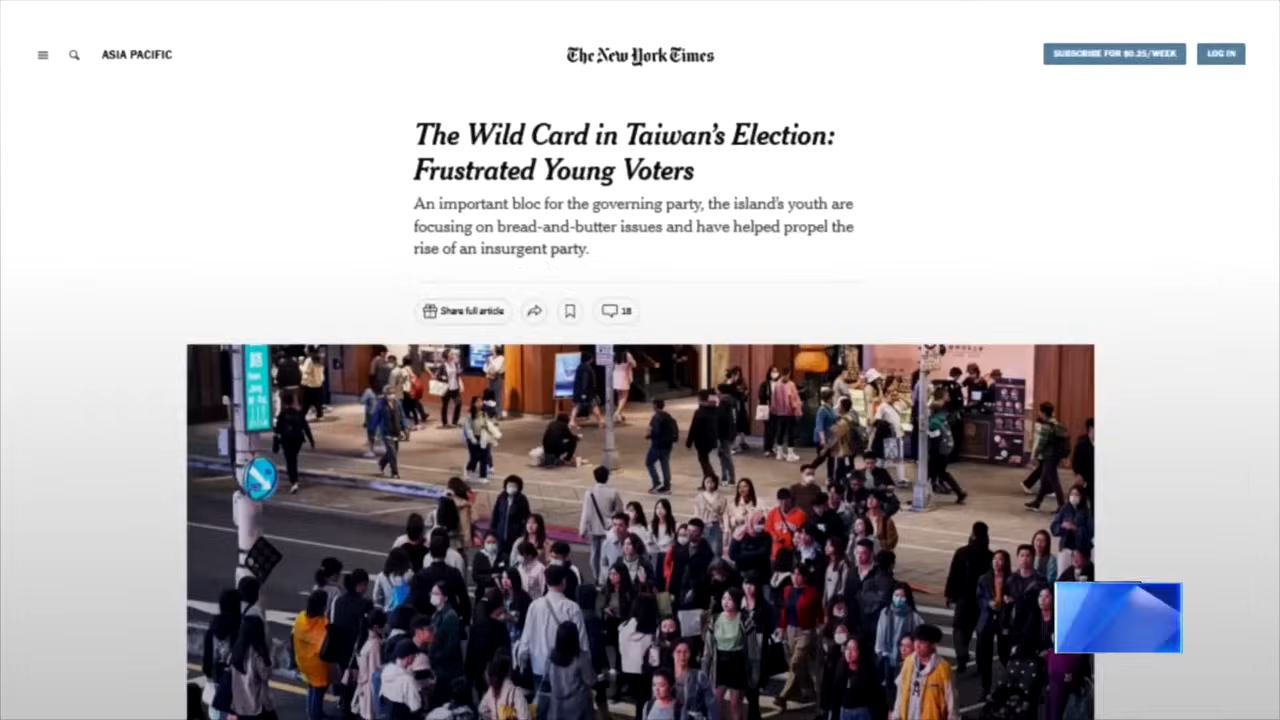 ASIA PACIFIC
The New York Times
SUBSCRIBE FOR $0.25/WEEK
LOG IN
The Wild Card in Taiwan's Election:
Frustrated Young Voters
An important bloc for the governing party, the island's youth are
focusing on bread-and-butter issues and have helped propel the
rise of an insurgent party.
Share full article
18
路